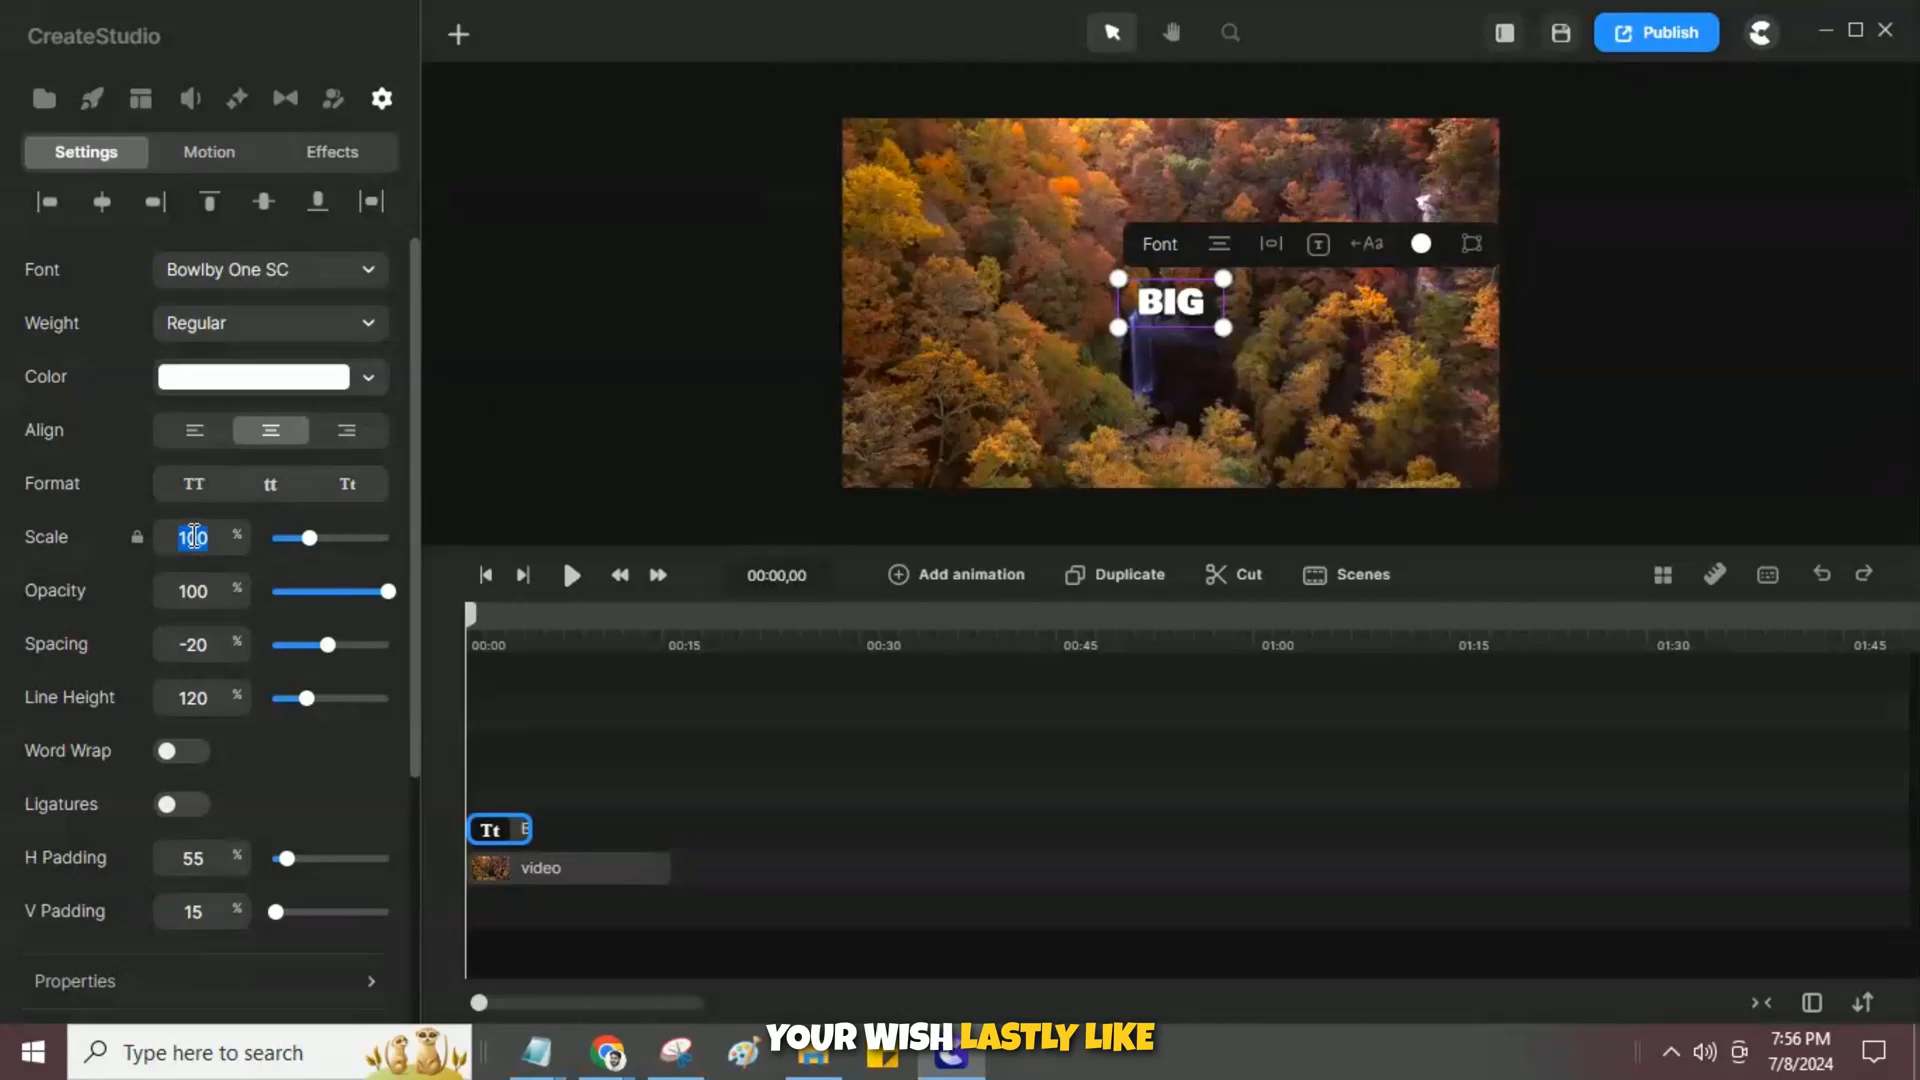 CreateStudio
Publish
Settings
Motion
Effects
Font
Bowlby One SC
Weight
Regular
Color
Align
Format
TT
tt
Tt
Scale
100
%
Opacity
100
%
Spacing
-20
%
Line Height
120
%
Word Wrap
Ligatures
H Padding
55
%
V Padding
15
%
Properties
Font
T
Aa
BIG
00:00,00
Add animation
Duplicate
Cut
Scenes
00:00
00:15
00:30
00:45
01:00
01:15
01:30
01:45
Tt
video
YOUR WISH LASTLY LIKE
Type here to search
7:56 PM
7/8/2024